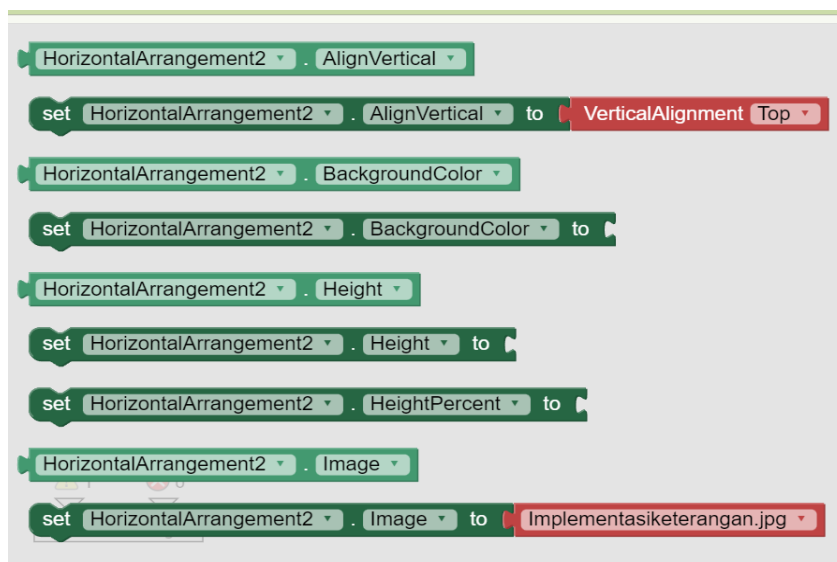 HorizontalArrangement2 . AlignVertical
set HorizontalArrangement2 . AlignVertical to VerticalAlignment Top
HorizontalArrangement2 . BackgroundColor
set HorizontalArrangement2 . BackgroundColor to
HorizontalArrangement2 . Height
set HorizontalArrangement2 . Height to
set HorizontalArrangement2 . HeightPercent to
HorizontalArrangement2 . Image
set HorizontalArrangement2 . Image to Implementasiketerangan.jpg